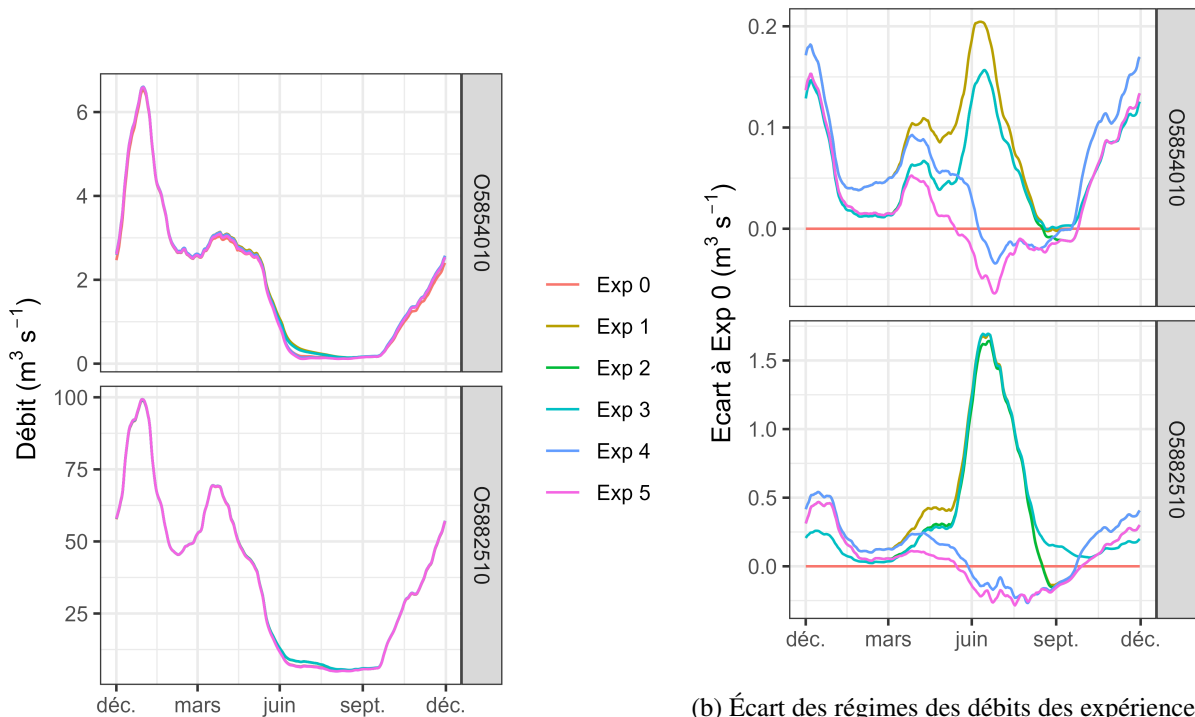 Débit (m³ s⁻¹)
6
4
2
0
O5854010
100
75
50
25
O5882510
déc.
mars
juin
sept.
déc.
Exp 0
Exp 1
Exp 2
Exp 3
Exp 4
Exp 5
Ecart à Exp 0 (m³ s⁻¹)
0.2
0.1
0.0
O5854010
1.5
1.0
0.5
0.0
O5882510
déc.
mars
juin
sept.
déc.
(b) Écart des régimes des débits des expérience